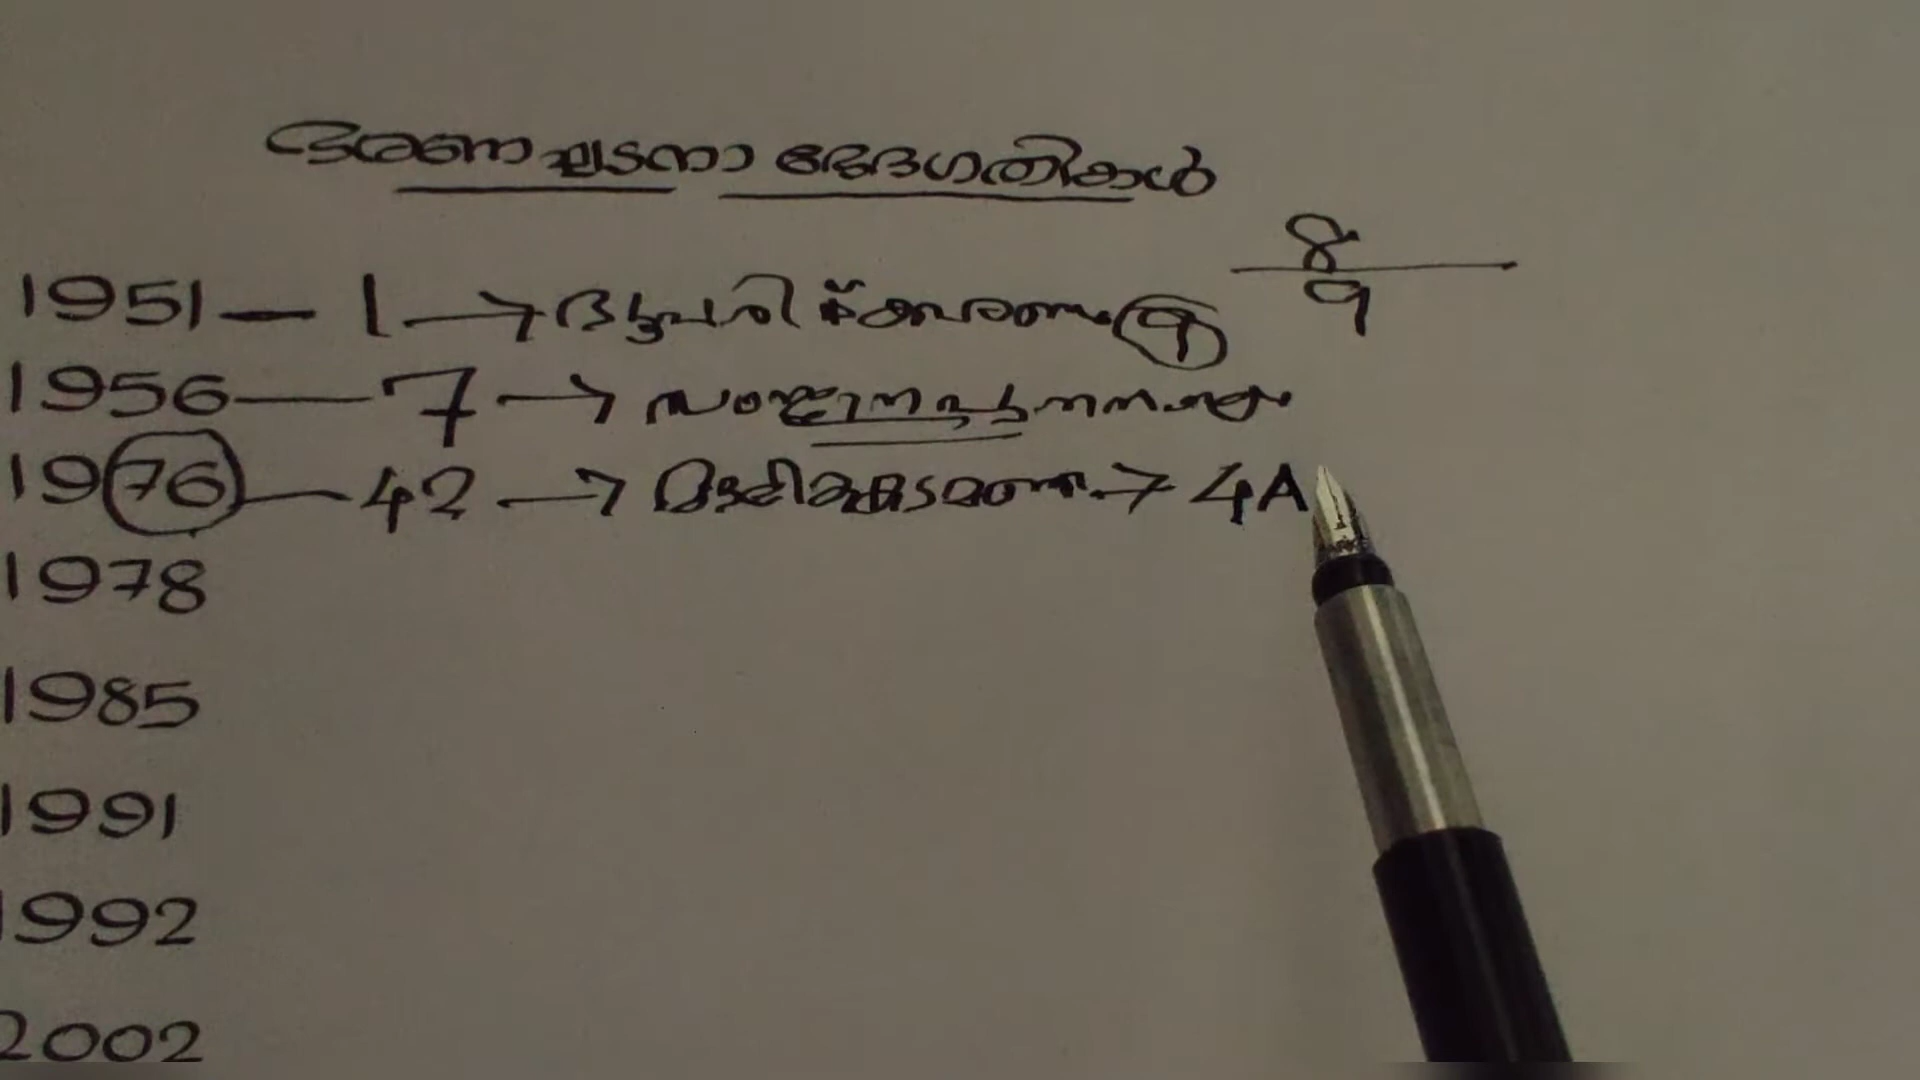 ഭരണഘടനാ ഭേദഗതികൾ
8
9
1951 — 1 → ഭൂപരിഷ്കരണം 9
1956 — 7 → സംസ്ഥാന പുനസംഘടന
1976 — 42 → മൗലികകടമകൾ → 4A
1978
1985
1991
1992
2002